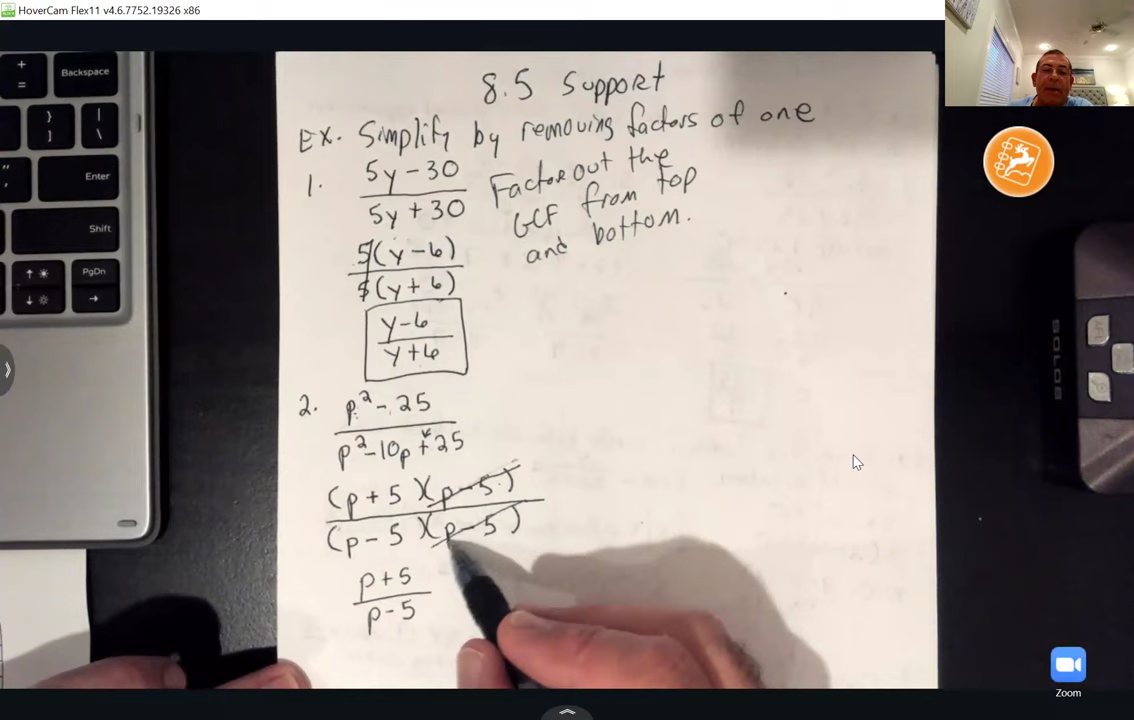 HoverCam Flex11 v4.6.7752.19326 x86
8.5 Support
Ex. Simplify by removing factors of one
1. 5y - 30 / 5y + 30
Factor out the
GCF from top
and bottom.
5(y - 6) / 5(y + 6)
y - 6 / y + 6
2. p² - 25 / p² - 10p + 25
(p + 5)(p - 5) / (p - 5)(p - 5)
p + 5 / p - 5
+
=
Backspace
}
]
|
\
"
'
Enter
Shift
PgDn
SOLO
Zoom